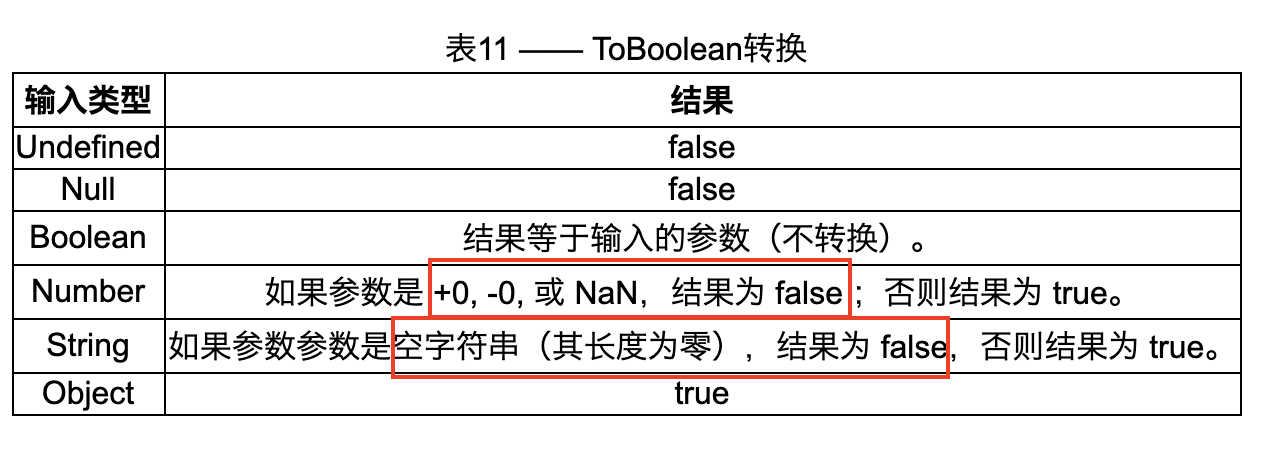 表11 —— ToBoolean转换
输入类型 结果
Undefined false
Null false
Boolean 结果等于输入的参数（不转换）。
Number 如果参数是 +0, -0, 或 NaN，结果为 false ；否则结果为 true。
String 如果参数参数是空字符串（其长度为零），结果为 false，否则结果为 true。
Object true